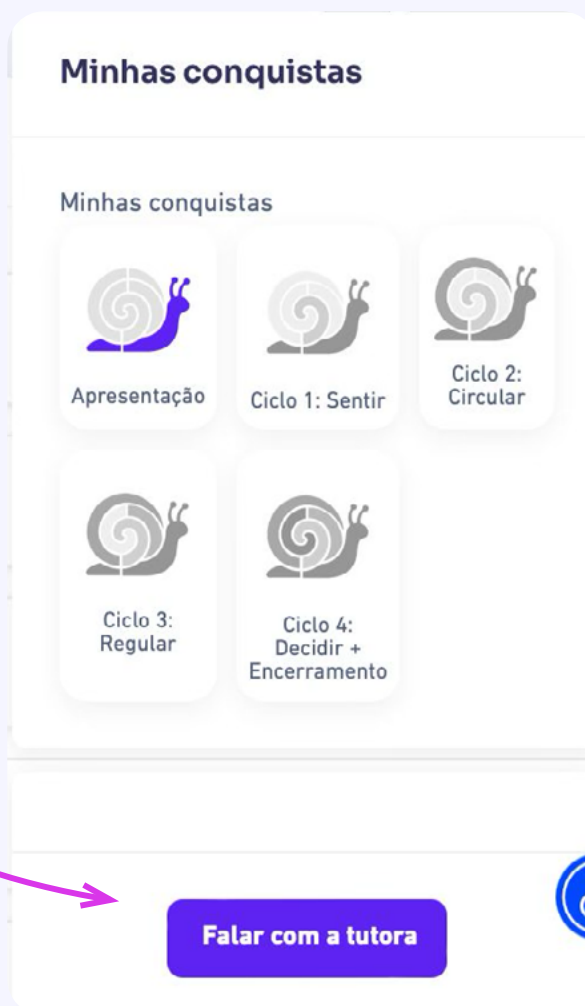 Minhas conquistas
Minhas conquistas
Apresentação
Ciclo 1: Sentir
Ciclo 2:
Circular
Ciclo 3:
Regular
Ciclo 4:
Decidir +
Encerramento
Falar com a tutora